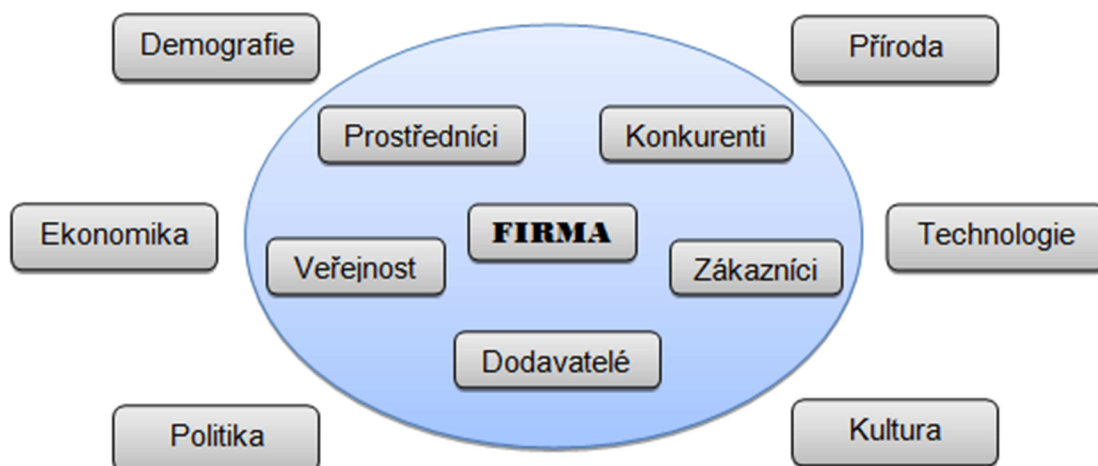 Demografie
Příroda
Prostředníci
Konkurenti
Ekonomika
FIRMA
Technologie
Veřejnost
Zákazníci
Dodavatelé
Politika
Kultura